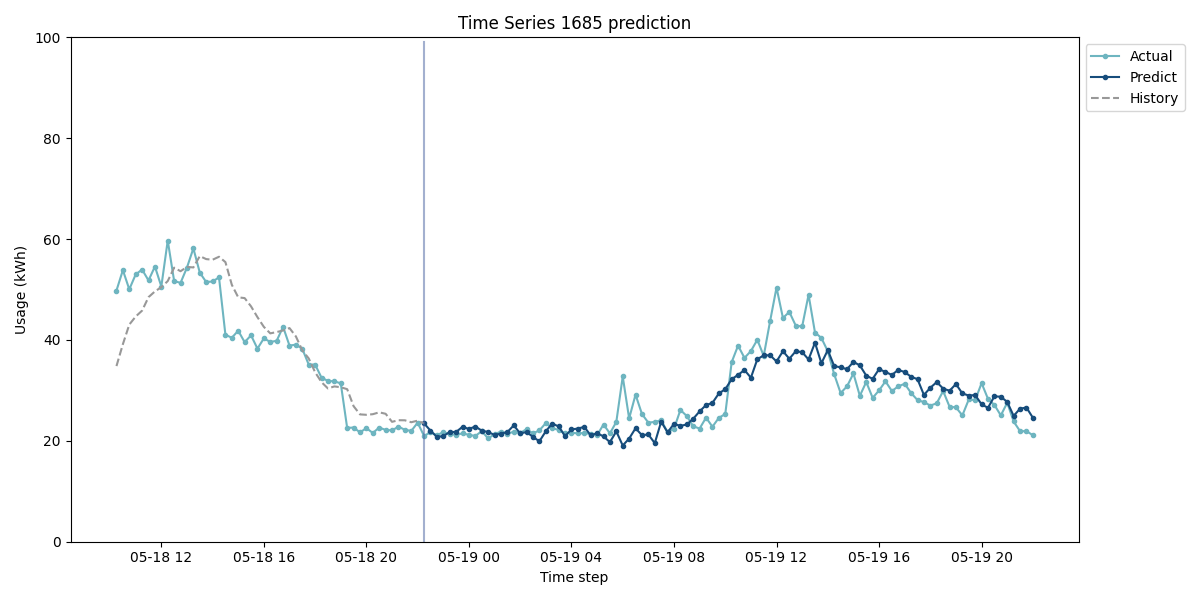 Time Series 1685 prediction
100
80
60
40
20
0
Usage (kWh)
05-18 12
05-18 16
05-18 20
05-19 00
05-19 04
05-19 08
05-19 12
05-19 16
05-19 20
Time step
Actual
Predict
History